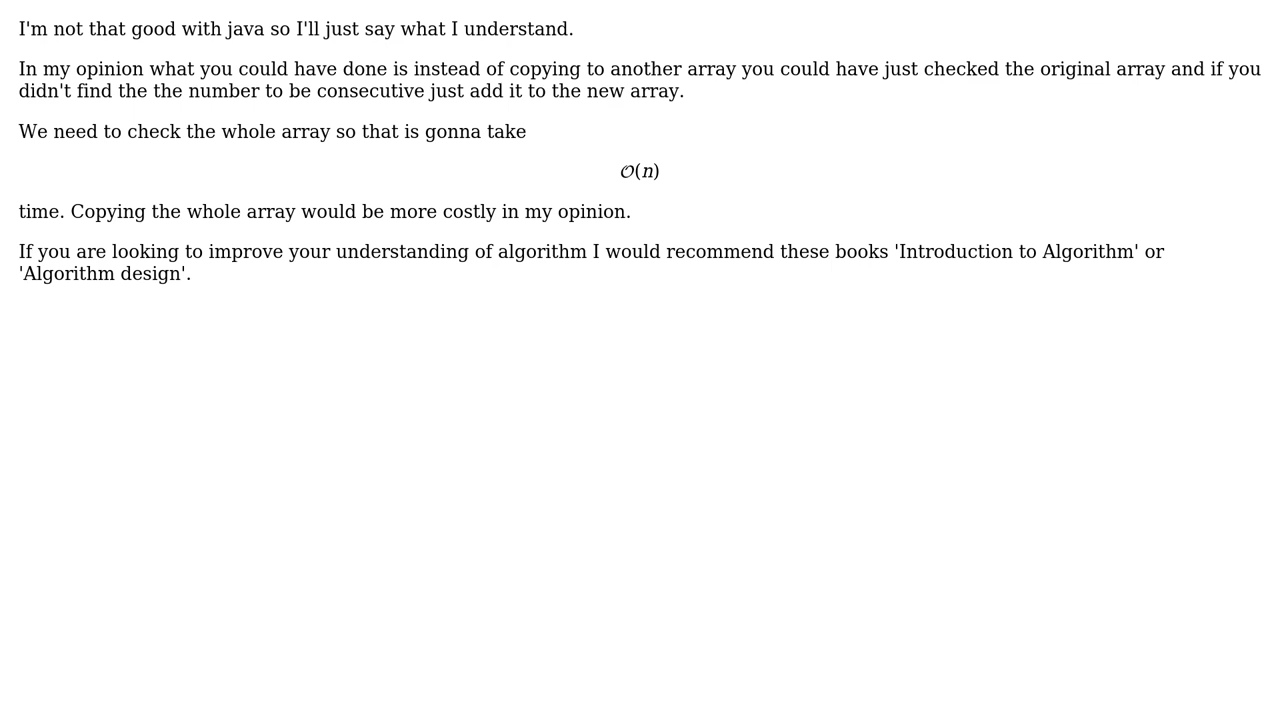 I'm not that good with java so I'll just say what I understand.
In my opinion what you could have done is instead of copying to another array you could have just checked the original array and if you
didn't find the the number to be consecutive just add it to the new array.
We need to check the whole array so that is gonna take
𝒪(n)
time. Copying the whole array would be more costly in my opinion.
If you are looking to improve your understanding of algorithm I would recommend these books 'Introduction to Algorithm' or
'Algorithm design'.